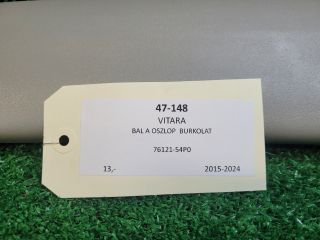 47-148
VITARA
BAL A OSZLOP BURKOLAT
76121-54P0
13,- 2015-2024